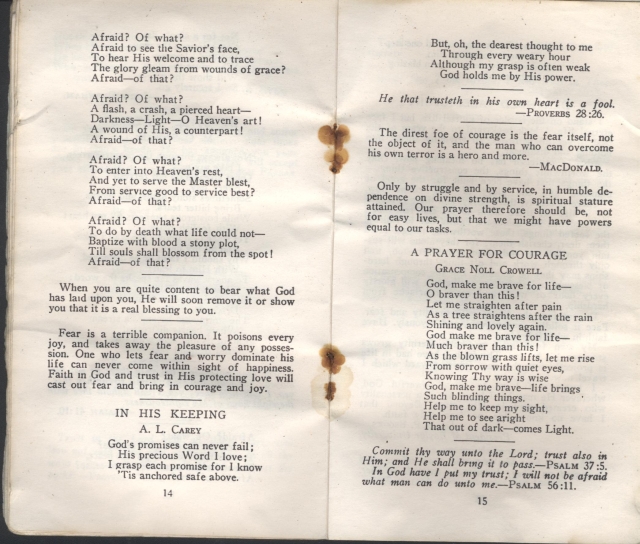 Afraid? Of what?
Afraid to see the Savior's face,
To hear His welcome and to trace
The glory gleam from wounds of grace?
Afraid—of that?
Afraid? Of what?
A flash, a crash, a pierced heart—
Darkness—Light—O Heaven's art!
A wound of His, a counterpart!
Afraid—of that?
Afraid? Of what?
To enter into Heaven's rest,
And yet to serve the Master blest,
From service good to service best?
Afraid—of that?
Afraid? Of what?
To do by death what life could not—
Baptize with blood a stony plot,
Till souls shall blossom from the spot!
Afraid—of that?
When you are quite content to bear what God
has laid upon you, He will soon remove it or show
you that it is a real blessing to you.
Fear is a terrible companion. It poisons every
joy, and takes away the pleasure of any posses-
sion. One who lets fear and worry dominate his
life can never come within sight of happiness.
Faith in God and trust in His protecting love will
cast out fear and bring in courage and joy.
IN HIS KEEPING
A. L. CAREY
God's promises can never fail;
His precious Word I love;
I grasp each promise for I know
'Tis anchored safe above.
14
But, oh, the dearest thought to me
Through every weary hour
Although my grasp is often weak
God holds me by His power.
He that trusteth in his own heart is a fool.
—PROVERBS 28:26.
The direst foe of courage is the fear itself, not
the object of it, and the man who can overcome
his own terror is a hero and more.
—MACDONALD.
Only by struggle and by service, in humble de-
pendence on divine strength, is spiritual stature
attained. Our prayer therefore should be, not
for easy lives, but that we might have powers
equal to our tasks.
A PRAYER FOR COURAGE
GRACE NOLL CROWELL
God, make me brave for life—
O braver than this!
Let me straighten after pain
As a tree straightens after the rain
Shining and lovely again.
God make me brave for life—
Much braver than this!
As the blown grass lifts, let me rise
From sorrow with quiet eyes,
Knowing Thy way is wise
God, make me brave—life brings
Such blinding things.
Help me to keep my sight,
Help me to see aright
That out of dark—comes Light.
Commit thy way unto the Lord; trust also in
Him; and He shall bring it to pass.—PSALM 37:5.
In God have I put my trust; I will not be afraid
what man can do unto me.—PSALM 56:11.
15